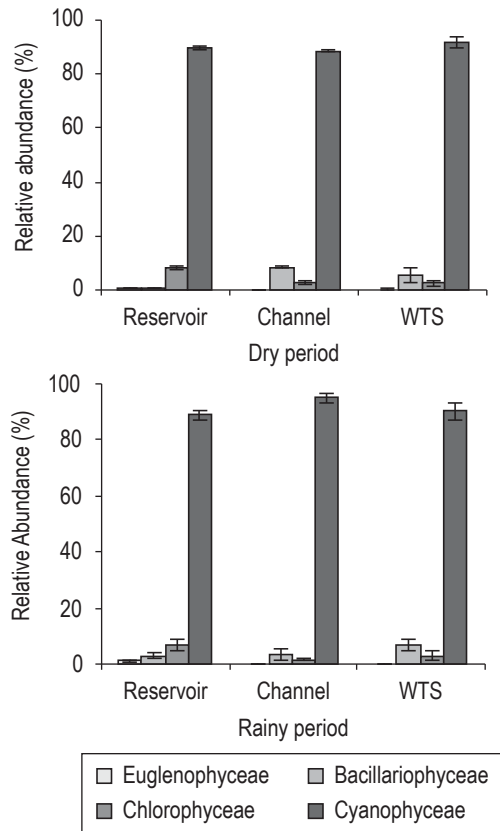 Relative abundance (%)
100
80
60
40
20
0
Reservoir Channel WTS
Dry period
Relative Abundance (%)
100
80
60
40
20
0
Reservoir Channel WTS
Rainy period
Euglenophyceae Bacillariophyceae
Chlorophyceae Cyanophyceae